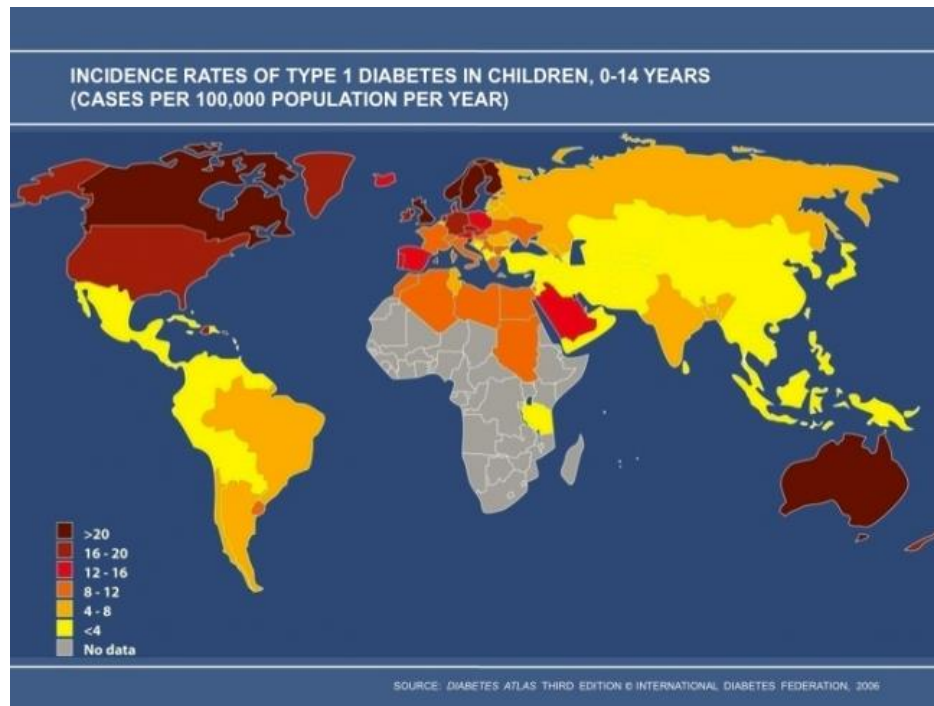 INCIDENCE RATES OF TYPE 1 DIABETES IN CHILDREN, 0-14 YEARS
(CASES PER 100,000 POPULATION PER YEAR)
>20
16 - 20
12 - 16
8 - 12
4 - 8
<4
No data
SOURCE: DIABETES ATLAS THIRD EDITION © INTERNATIONAL DIABETES FEDERATION, 2006